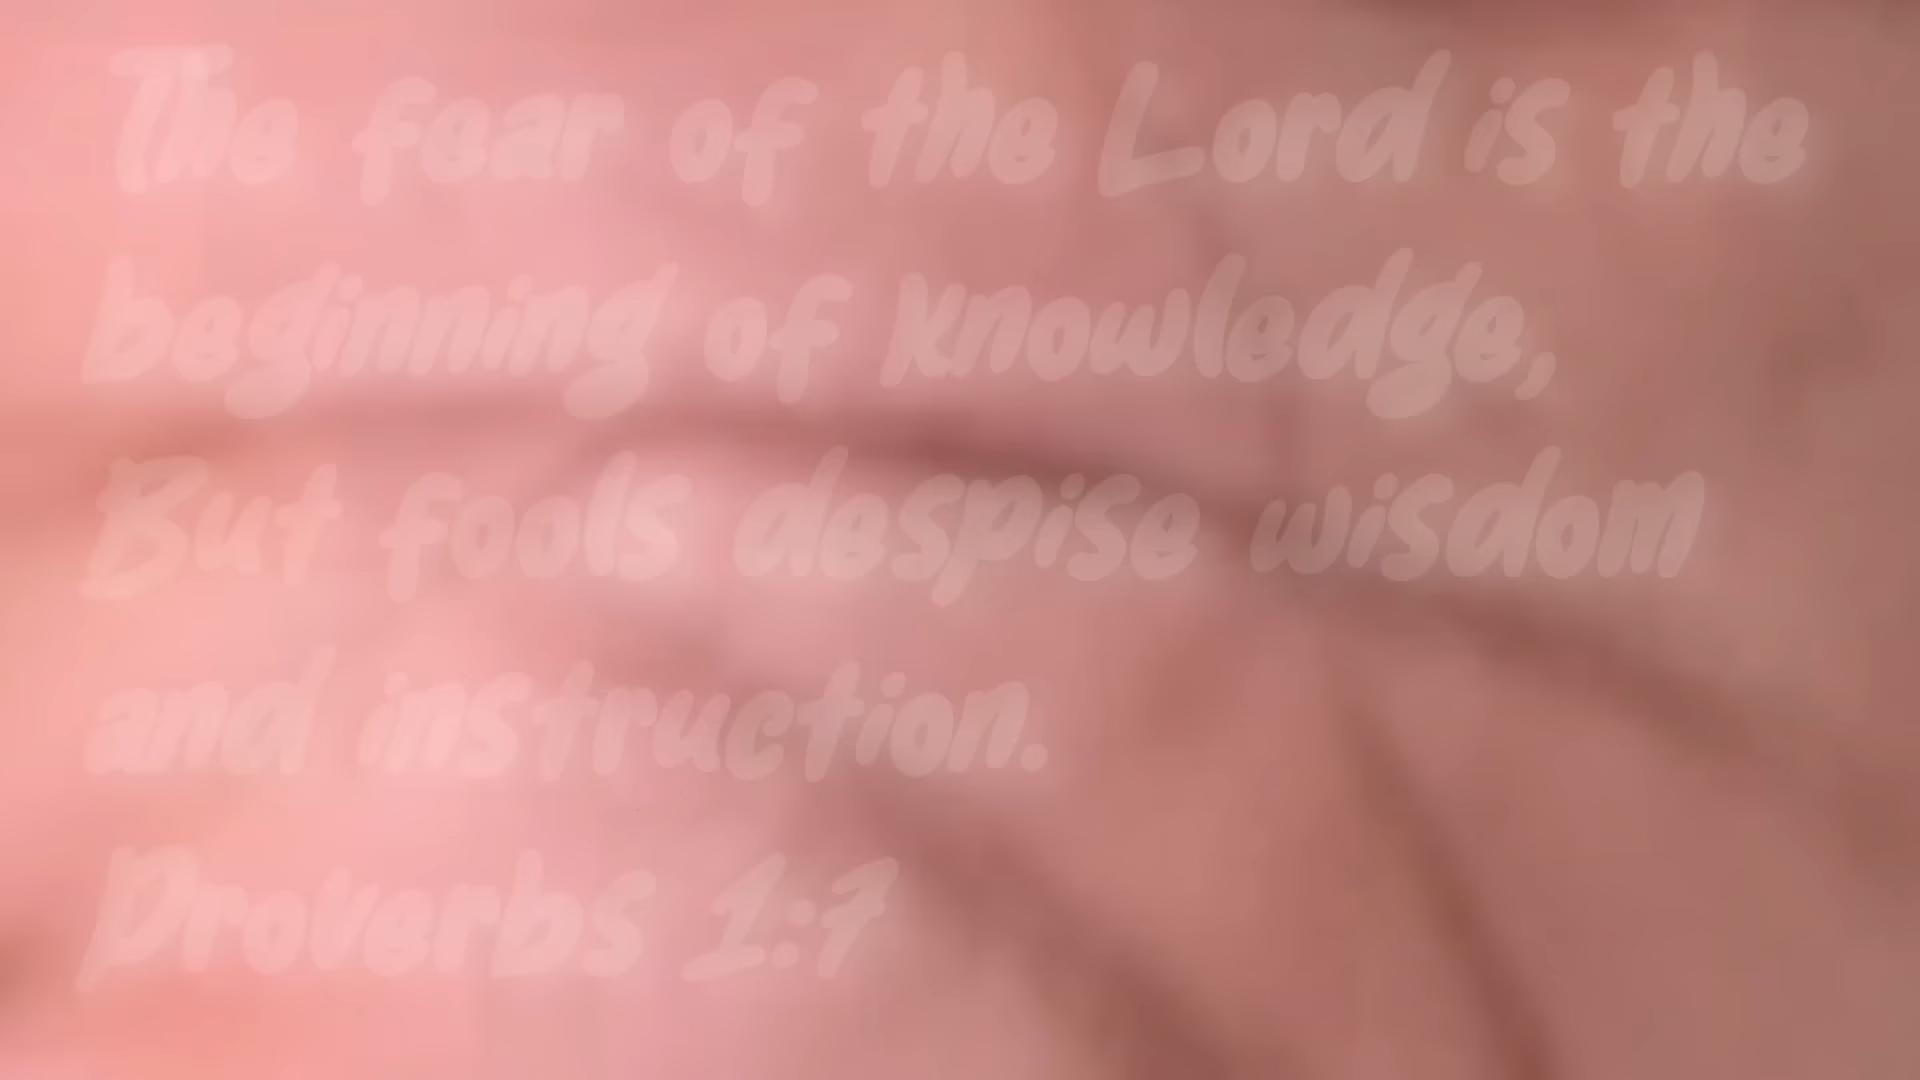 The fear of the Lord is the
beginning of knowledge,
But fools despise wisdom
and instruction.
Proverbs 1:7